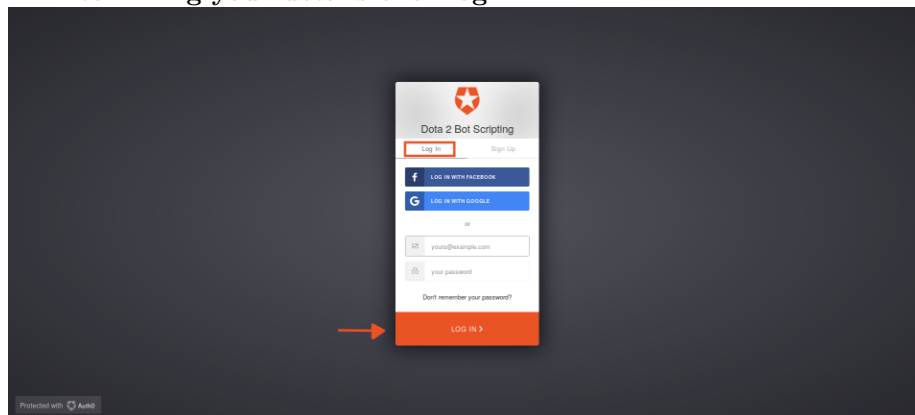 Dota 2 Bot Scripting
Log In
Sign Up
f LOG IN WITH FACEBOOK
G LOG IN WITH GOOGLE
or
yours@example.com
your password
Don't remember your password?
LOG IN >
Protected with Auth0